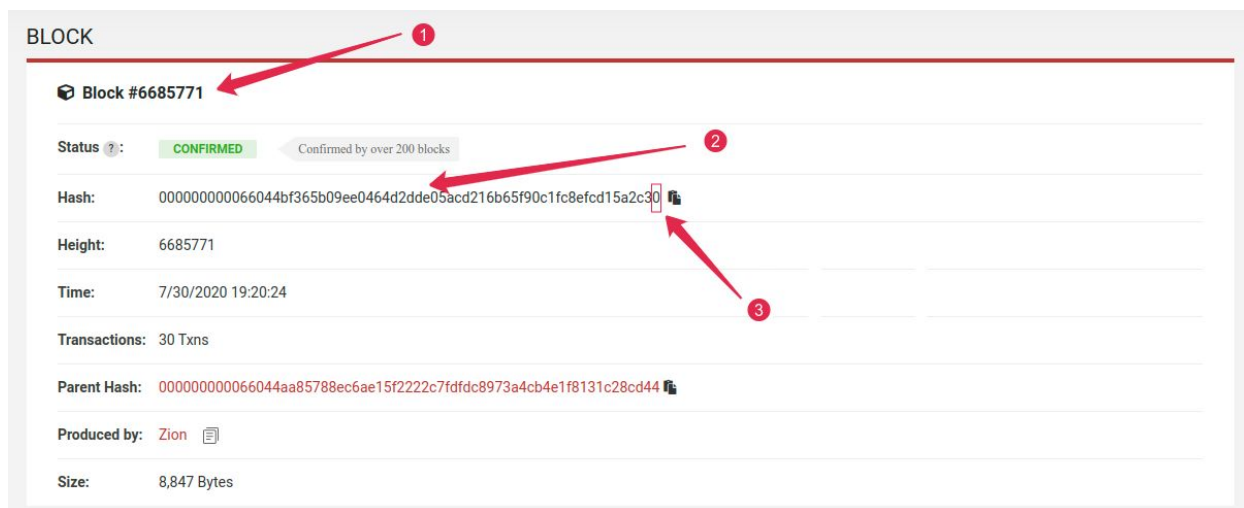 BLOCK
1
Block #6685771
Status ?: CONFIRMED Confirmed by over 200 blocks
2
Hash: 000000000066044bf365b09ee0464d2dde05acd216b65f90c1fc8efcd15a2c30
Height: 6685771
Time: 7/30/2020 19:20:24
3
Transactions: 30 Txns
Parent Hash: 000000000066044aa85788ec6ae15f2222c7fdfdc8973a4cb4e1f8131c28cd44
Produced by: Zion
Size: 8,847 Bytes